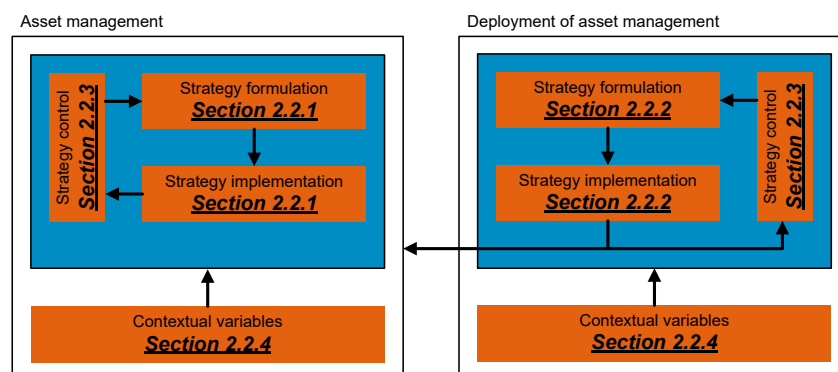 Asset management
Strategy control
Section 2.2.3
Strategy formulation
Section 2.2.1
Strategy implementation
Section 2.2.1
Contextual variables
Section 2.2.4
Deployment of asset management
Strategy formulation
Section 2.2.2
Strategy implementation
Section 2.2.2
Strategy control
Section 2.2.3
Contextual variables
Section 2.2.4